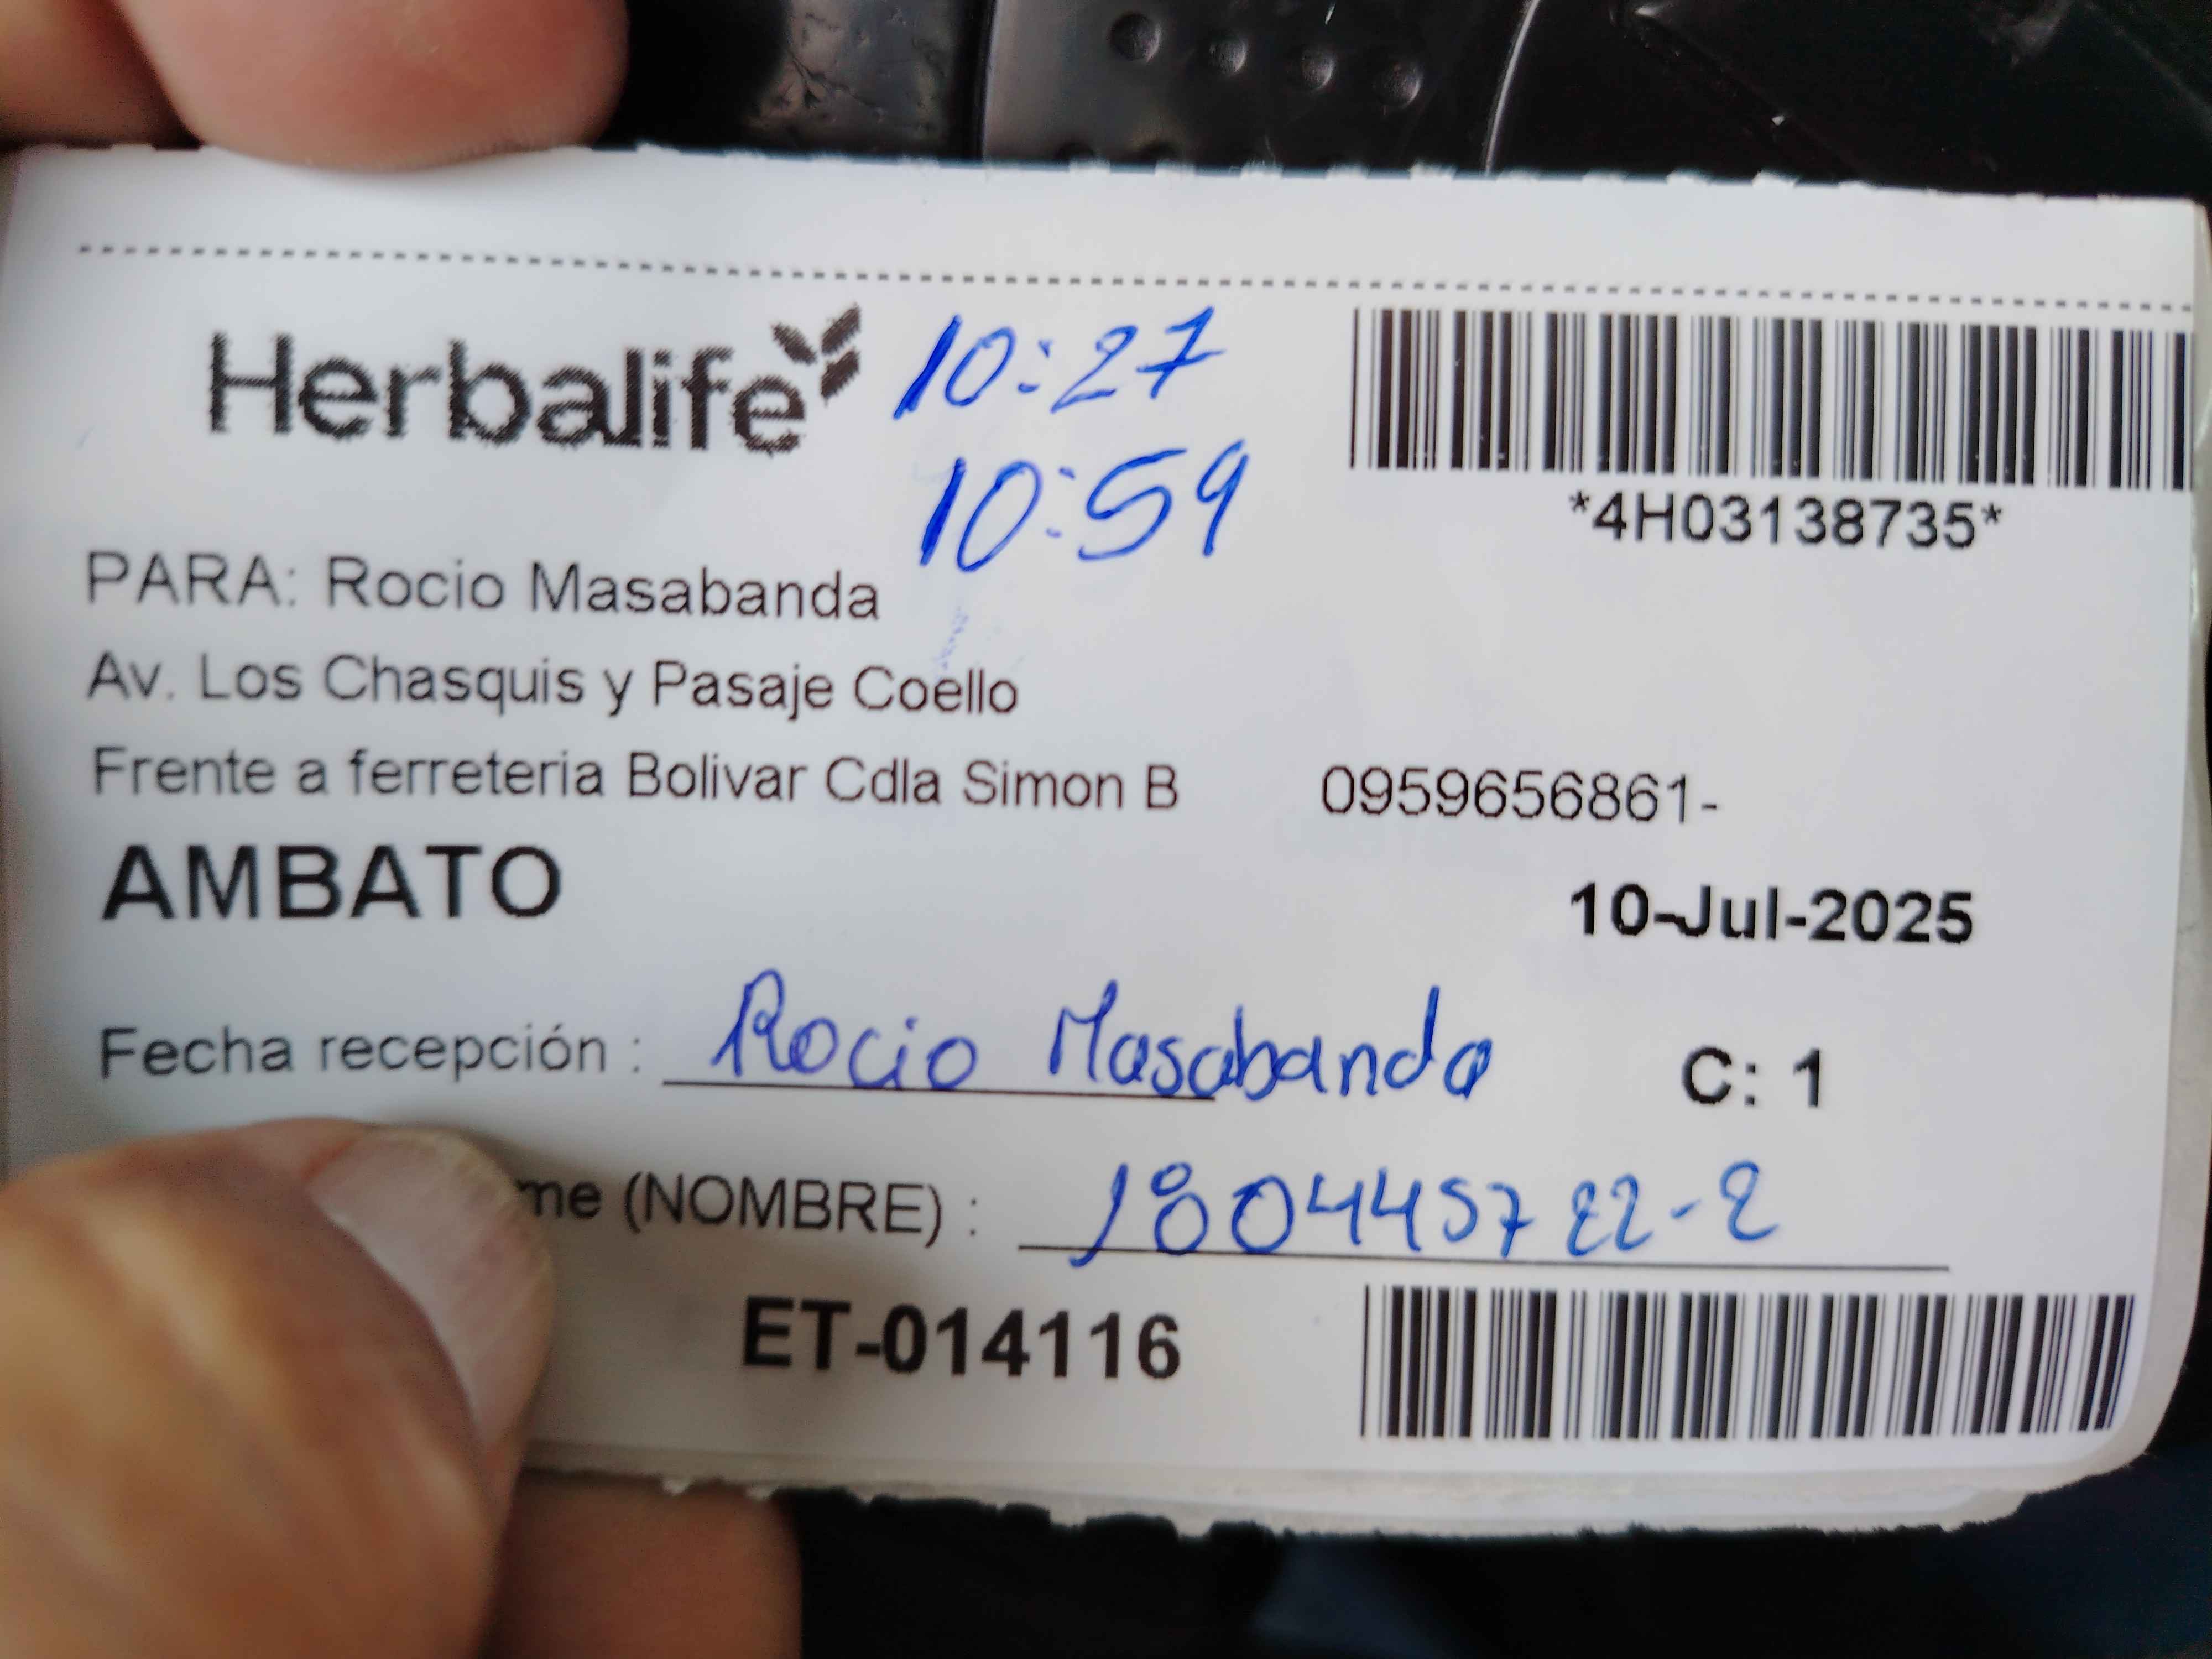 Herbalife
10:27
10:59
*4H03138735*
PARA: Rocio Masabanda
Av. Los Chasquis y Pasaje Coello
Frente a ferreteria Bolivar Cdla Simon B 0959656861-
AMBATO
10-Jul-2025
Fecha recepción : Rocio Masabanda C: 1
me (NOMBRE) : 180445722-2
ET-014116